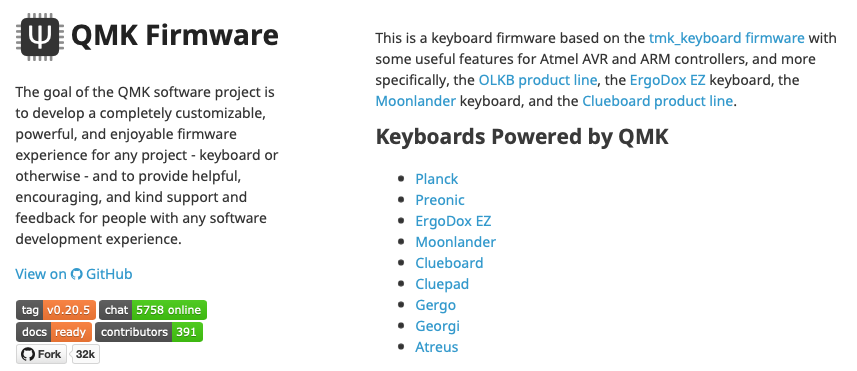 QMK Firmware
The goal of the QMK software project is
to develop a completely customizable,
powerful, and enjoyable firmware
experience for any project - keyboard or
otherwise - and to provide helpful,
encouraging, and kind support and
feedback for people with any software
development experience.
View on GitHub
tag v0.20.5 chat 5758 online
docs ready contributors 391
Fork 32k
This is a keyboard firmware based on the tmk_keyboard firmware with
some useful features for Atmel AVR and ARM controllers, and more
specifically, the OLKB product line, the ErgoDox EZ keyboard, the
Moonlander keyboard, and the Clueboard product line.
Keyboards Powered by QMK
Planck
Preonic
ErgoDox EZ
Moonlander
Clueboard
Cluepad
Gergo
Georgi
Atreus